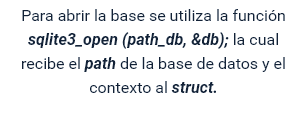 Para abrir la base se utiliza la función
sqlite3_open (path_db, &db); la cual
recibe el path de la base de datos y el
contexto al struct.